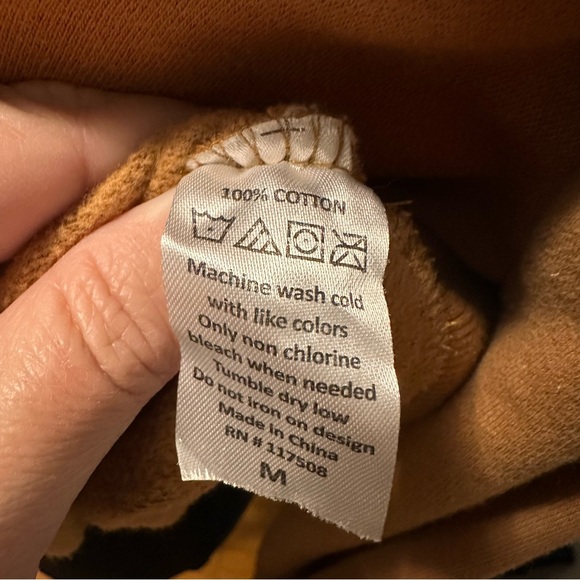 100% COTTON
Machine wash cold
with like colors
Only non chlorine
bleach when needed
Tumble dry low
Do not iron on design
Made in China
RN # 117508
M